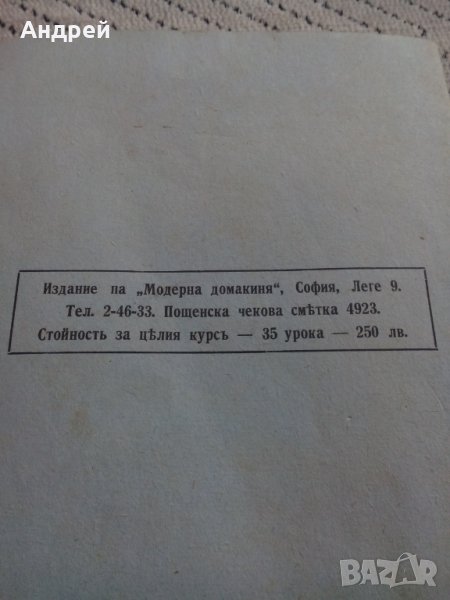 Андрей
Издание на „Модерна домакиня“, София, Леге 9.
Тел. 2-46-33. Пощенска чекова смѣтка 4923.
Стойность за цѣлия курсъ — 35 урока — 250 лв.
BAZAR